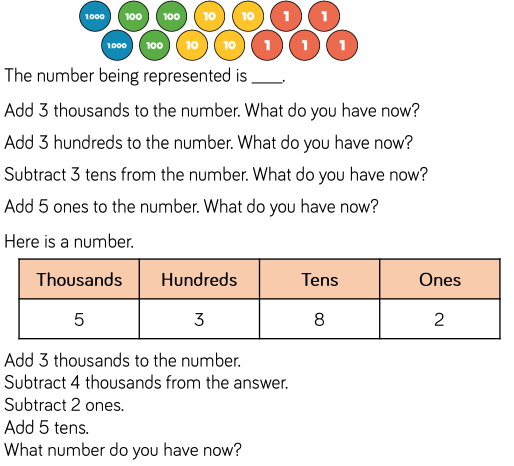 1,000 100 100 10 10 1 1
1,000 100 10 10 1 1 1
The number being represented is ____.
Add 3 thousands to the number. What do you have now?
Add 3 hundreds to the number. What do you have now?
Subtract 3 tens from the number. What do you have now?
Add 5 ones to the number. What do you have now?
Here is a number.
Thousands Hundreds Tens Ones
5 3 8 2
Add 3 thousands to the number.
Subtract 4 thousands from the answer.
Subtract 2 ones.
Add 5 tens.
What number do you have now?